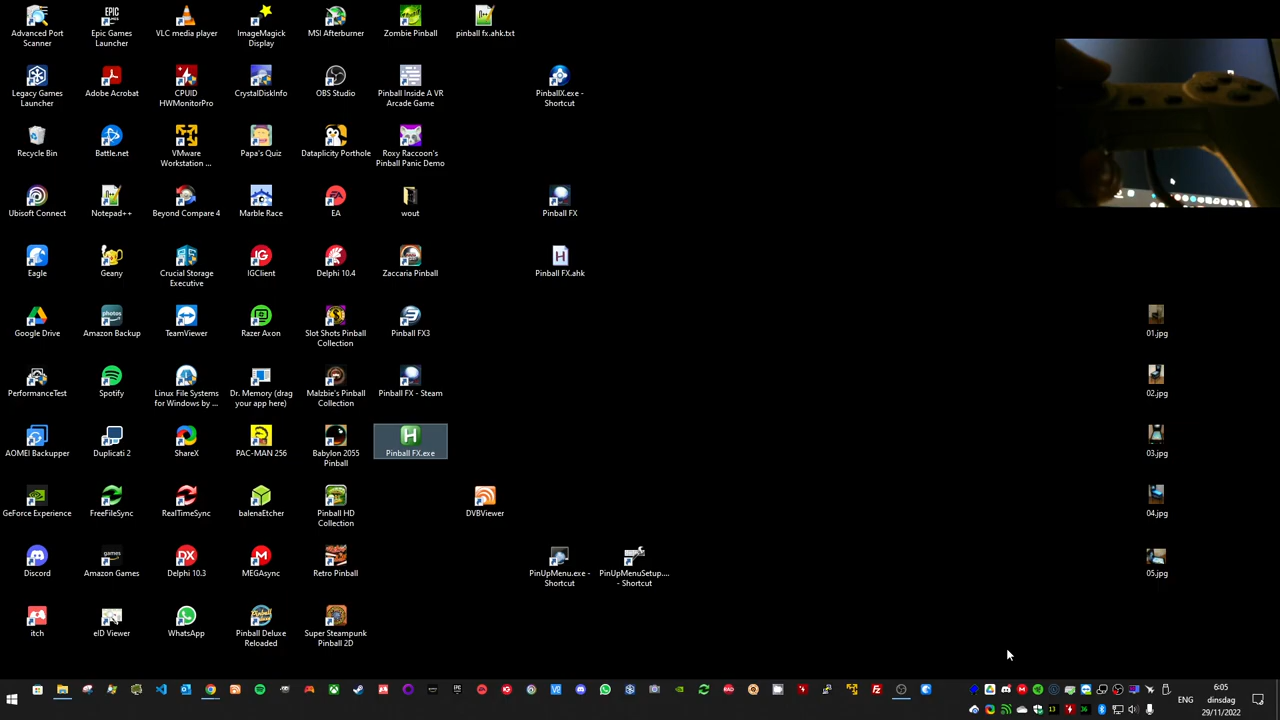 Advanced Port
Scanner
Epic Games
Launcher
VLC media player
ImageMagick
Display
MSI Afterburner
Zombie Pinball
pinball fx.ahk.txt
Legacy Games
Launcher
Adobe Acrobat
CPUID
HWMonitorPro
CrystalDiskInfo
OBS Studio
Pinball Inside A VR
Arcade Game
PinballX.exe -
Shortcut
Recycle Bin
Battle.net
VMware
Workstation ...
Papa's Quiz
Dataplicity Porthole
Roxy Raccoon's
Pinball Panic Demo
Ubisoft Connect
Notepad++
Beyond Compare 4
Marble Race
EA
wout
Pinball FX
Eagle
Geany
Crucial Storage
Executive
IGClient
Delphi 10.4
Zaccaria Pinball
Pinball FX.ahk
Google Drive
Amazon Backup
TeamViewer
Razer Axon
Slot Shots Pinball
Collection
Pinball FX3
01.jpg
PerformanceTest
Spotify
Linux File Systems
for Windows by ...
Dr. Memory (drag
your app here)
Malzbie's Pinball
Collection
Pinball FX - Steam
02.jpg
AOMEI Backupper
Duplicati 2
ShareX
PAC-MAN 256
Babylon 2055
Pinball
Pinball FX.exe
03.jpg
GeForce Experience
FreeFileSync
RealTimeSync
balenaEtcher
Pinball HD
Collection
DVBViewer
04.jpg
Discord
Amazon Games
Delphi 10.3
MEGAsync
Retro Pinball
PinUpMenu.exe -
Shortcut
PinUpMenuSetup....
- Shortcut
05.jpg
itch
eID Viewer
WhatsApp
Pinball Deluxe
Reloaded
Super Steampunk
Pinball 2D
ENG
6:05
dinsdag
29/11/2022